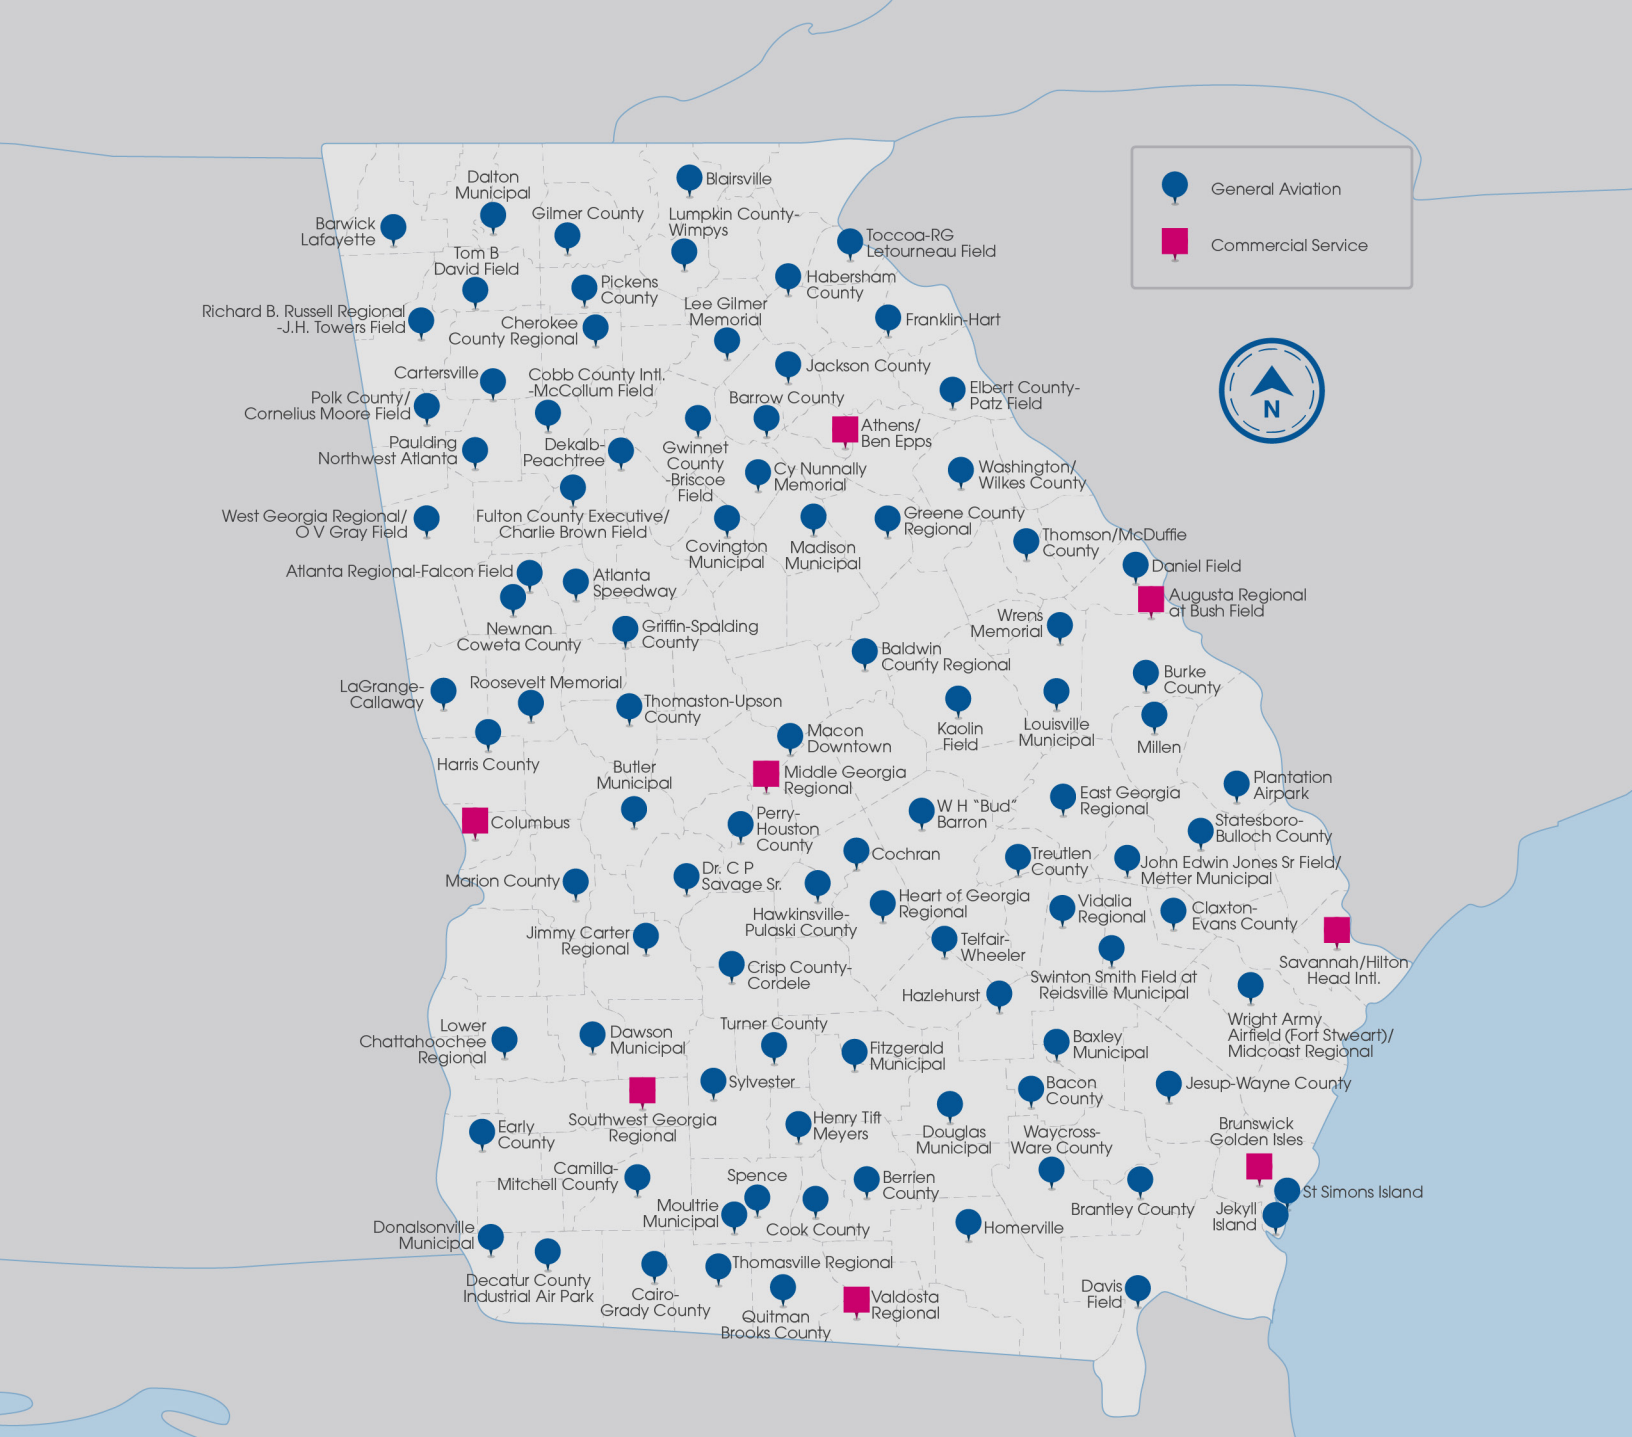 General Aviation
Commercial Service
N
Blairsville
Dalton
Municipal
Gilmer County
Lumpkin County-
Wimpys
Barwick
Lafayette
Toccoa-RG
Letourneau Field
Tom B
David Field
Pickens
County
Habersham
County
Richard B. Russell Regional
-J.H. Towers Field
Lee Gilmer
Memorial
Cherokee
County Regional
Franklin-Hart
Cartersville
Cobb County Intl.
-McCollum Field
Jackson County
Elbert County-
Patz Field
Polk County/
Cornelius Moore Field
Barrow County
Athens/
Ben Epps
Paulding
Northwest Atlanta
Dekalb-
Peachtree
Gwinnet
County
-Briscoe
Field
Cy Nunnally
Memorial
Washington/
Wilkes County
West Georgia Regional/
O V Gray Field
Fulton County Executive/
Charlie Brown Field
Covington
Municipal
Madison
Municipal
Greene County
Regional
Thomson/McDuffie
County
Daniel Field
Atlanta Regional-Falcon Field
Atlanta
Speedway
Augusta Regional
at Bush Field
Newnan
Coweta County
Griffin-Spalding
County
Wrens
Memorial
Baldwin
County Regional
Burke
County
LaGrange-
Callaway
Roosevelt Memorial
Thomaston-Upson
County
Kaolin
Field
Louisville
Municipal
Millen
Macon
Downtown
Harris County
Butler
Municipal
Middle Georgia
Regional
Plantation
Airpark
East Georgia
Regional
W H “Bud”
Barron
Columbus
Perry-
Houston
County
Statesboro-
Bulloch County
Cochran
Treutlen
County
John Edwin Jones Sr Field/
Metter Municipal
Marion County
Dr. C P
Savage Sr.
Hawkinsville-
Pulaski County
Heart of Georgia
Regional
Vidalia
Regional
Claxton-
Evans County
Jimmy Carter
Regional
Telfair-
Wheeler
Savannah/Hilton
Head Intl.
Crisp County-
Cordele
Swinton Smith Field at
Reidsville Municipal
Hazlehurst
Wright Army
Airfield (Fort Stweart)/
Midcoast Regional
Lower
Chattahoochee
Regional
Dawson
Municipal
Turner County
Fitzgerald
Municipal
Baxley
Municipal
Sylvester
Bacon
County
Jesup-Wayne County
Southwest Georgia
Regional
Henry Tift
Meyers
Douglas
Municipal
Waycross-
Ware County
Brunswick
Golden Isles
Early
County
Camilla-
Mitchell County
Spence
Berrien
County
St Simons Island
Moultrie
Municipal
Cook County
Brantley County
Jekyll
Island
Homerville
Donalsonville
Municipal
Decatur County
Industrial Air Park
Cairo-
Grady County
Thomasville Regional
Quitman
Brooks County
Valdosta
Regional
Davis
Field